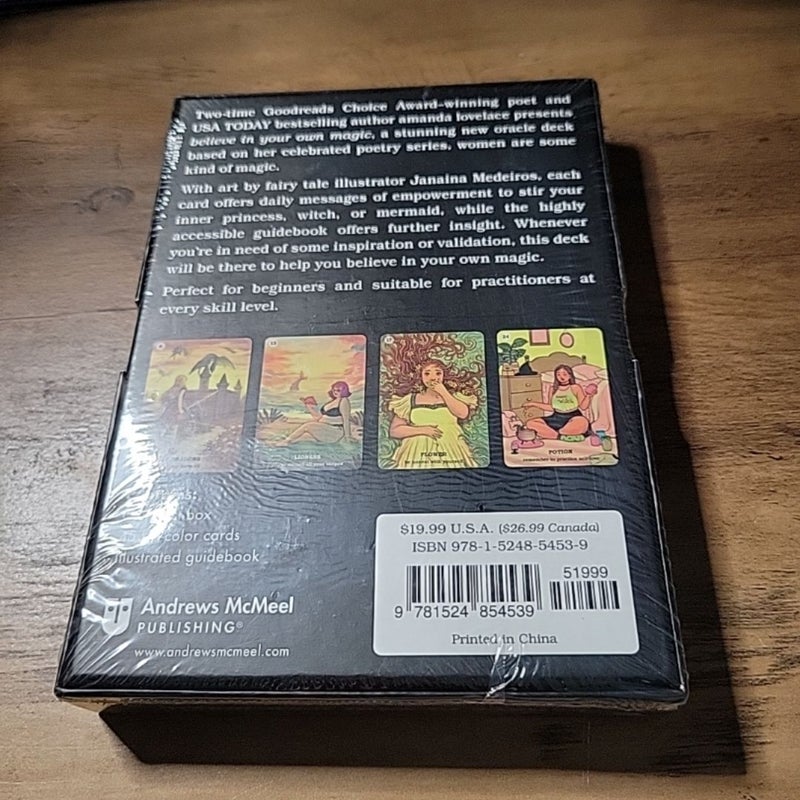 Two-time Goodreads Choice Award-winning poet and
USA TODAY bestselling author amanda lovelace presents
believe in your own magic, a stunning new oracle deck
based on her celebrated poetry series, women are some
kind of magic.
With art by fairy tale illustrator Janaina Medeiros, each
card offers daily messages of empowerment to stir your
inner princess, witch, or mermaid, while the highly
accessible guidebook offers further insight. Whenever
you're in need of some inspiration or validation, this deck
will be there to help you believe in your own magic.
Perfect for beginners and suitable for practitioners at
every skill level.
FLOWER
POTION
box
color cards
illustrated guidebook
Andrews McMeel
PUBLISHING®
www.andrewsmcmeel.com
$19.99 U.S.A. ($26.99 Canada)
ISBN 978-1-5248-5453-9
51999
9 781524 854539
Printed in China